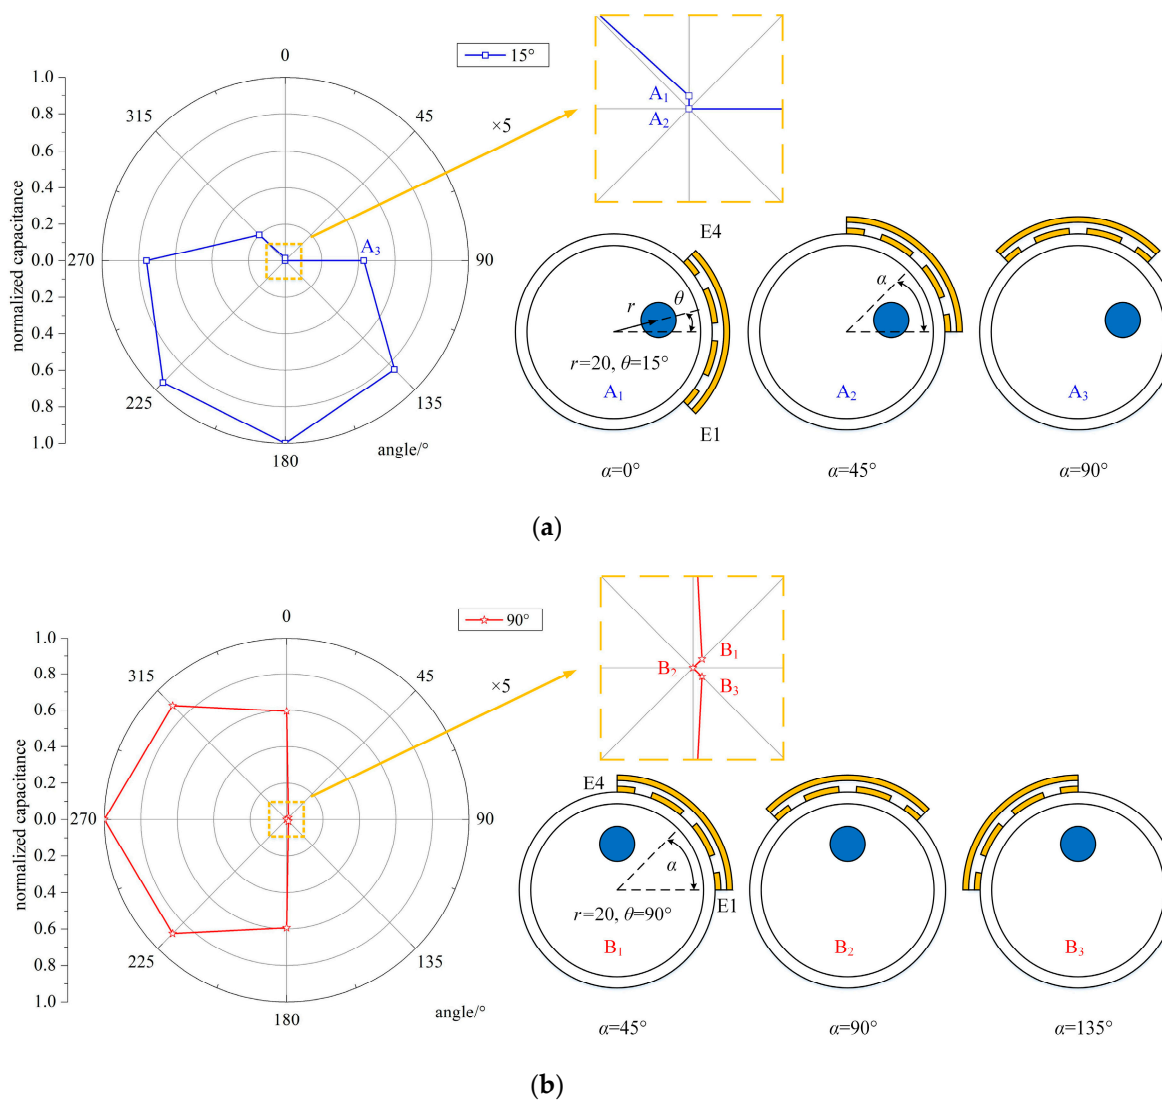 0
15°
1.0
0.8
0.6
0.4
0.2
0.0
0.2
0.4
0.6
0.8
1.0
normalized capacitance
315
45
270
90
225
135
180
angle/°
A₃
×5
A₁
A₂
E4
E1
r
θ
r=20, θ=15°
A₁
α
A₂
A₃
α=0°
α=45°
α=90°
(a)
0
90°
1.0
0.8
0.6
0.4
0.2
0.0
0.2
0.4
0.6
0.8
1.0
normalized capacitance
315
45
270
90
225
135
180
angle/°
×5
B₁
B₂
B₃
E4
E1
α
r=20, θ=90°
B₁
B₂
B₃
α=45°
α=90°
α=135°
(b)